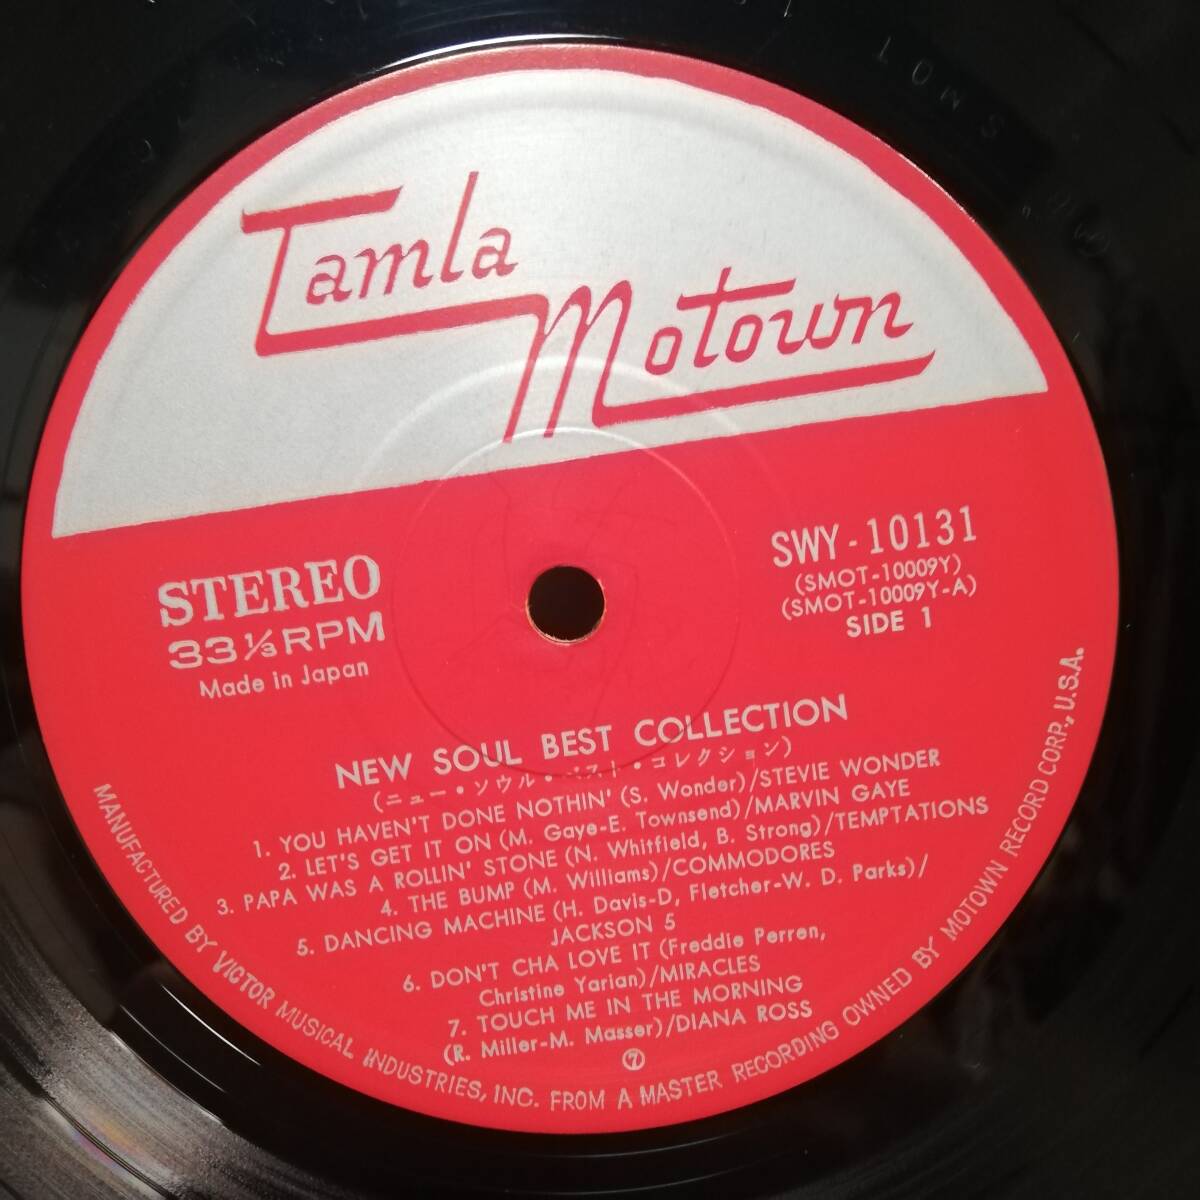 Tamla
Motown
STEREO
33 1/3 RPM
Made in Japan
SWY-10131
(SMOT-10009Y)
(SMOT-10009Y-A)
SIDE 1
NEW SOUL BEST COLLECTION
(ニュー・ソウル・ベスト・コレクション)
1. YOU HAVEN'T DONE NOTHIN' (S. Wonder)/STEVIE WONDER
2. LET'S GET IT ON (M. Gaye-E. Townsend)/MARVIN GAYE
3. PAPA WAS A ROLLIN' STONE (N. Whitfield, B. Strong)/TEMPTATIONS
4. THE BUMP (M. Williams)/COMMODORES
5. DANCING MACHINE (H. Davis-D, Fletcher-W. D. Parks)/
JACKSON 5
6. DON'T CHA LOVE IT (Freddie Perren,
Christine Yarian)/MIRACLES
7. TOUCH ME IN THE MORNING
(R. Miller-M. Masser)/DIANA ROSS
⑦
MANUFACTURED BY VICTOR MUSICAL INDUSTRIES, INC. FROM A MASTER RECORDING OWNED BY MOTOWN RECORD CORP., U.S.A.